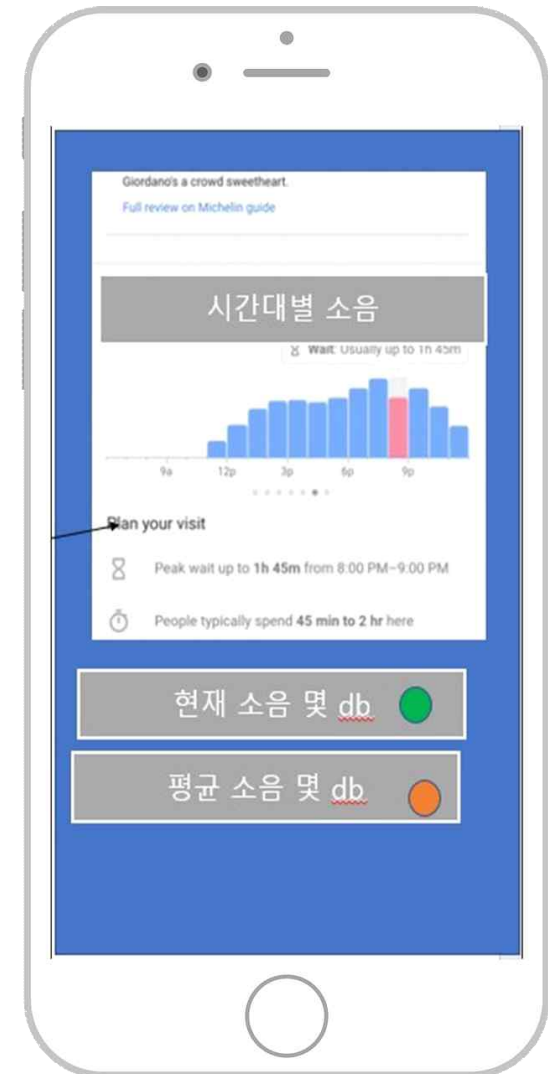 Giordano's a crowd sweetheart.
Full review on Michelin guide
시간대별 소음
Wait: Usually up to 1h 45m
9a 12p 3p 6p 9p
Plan your visit
Peak wait up to 1h 45m from 8:00 PM–9:00 PM
People typically spend 45 min to 2 hr here
현재 소음 몇 db
평균 소음 몇 db